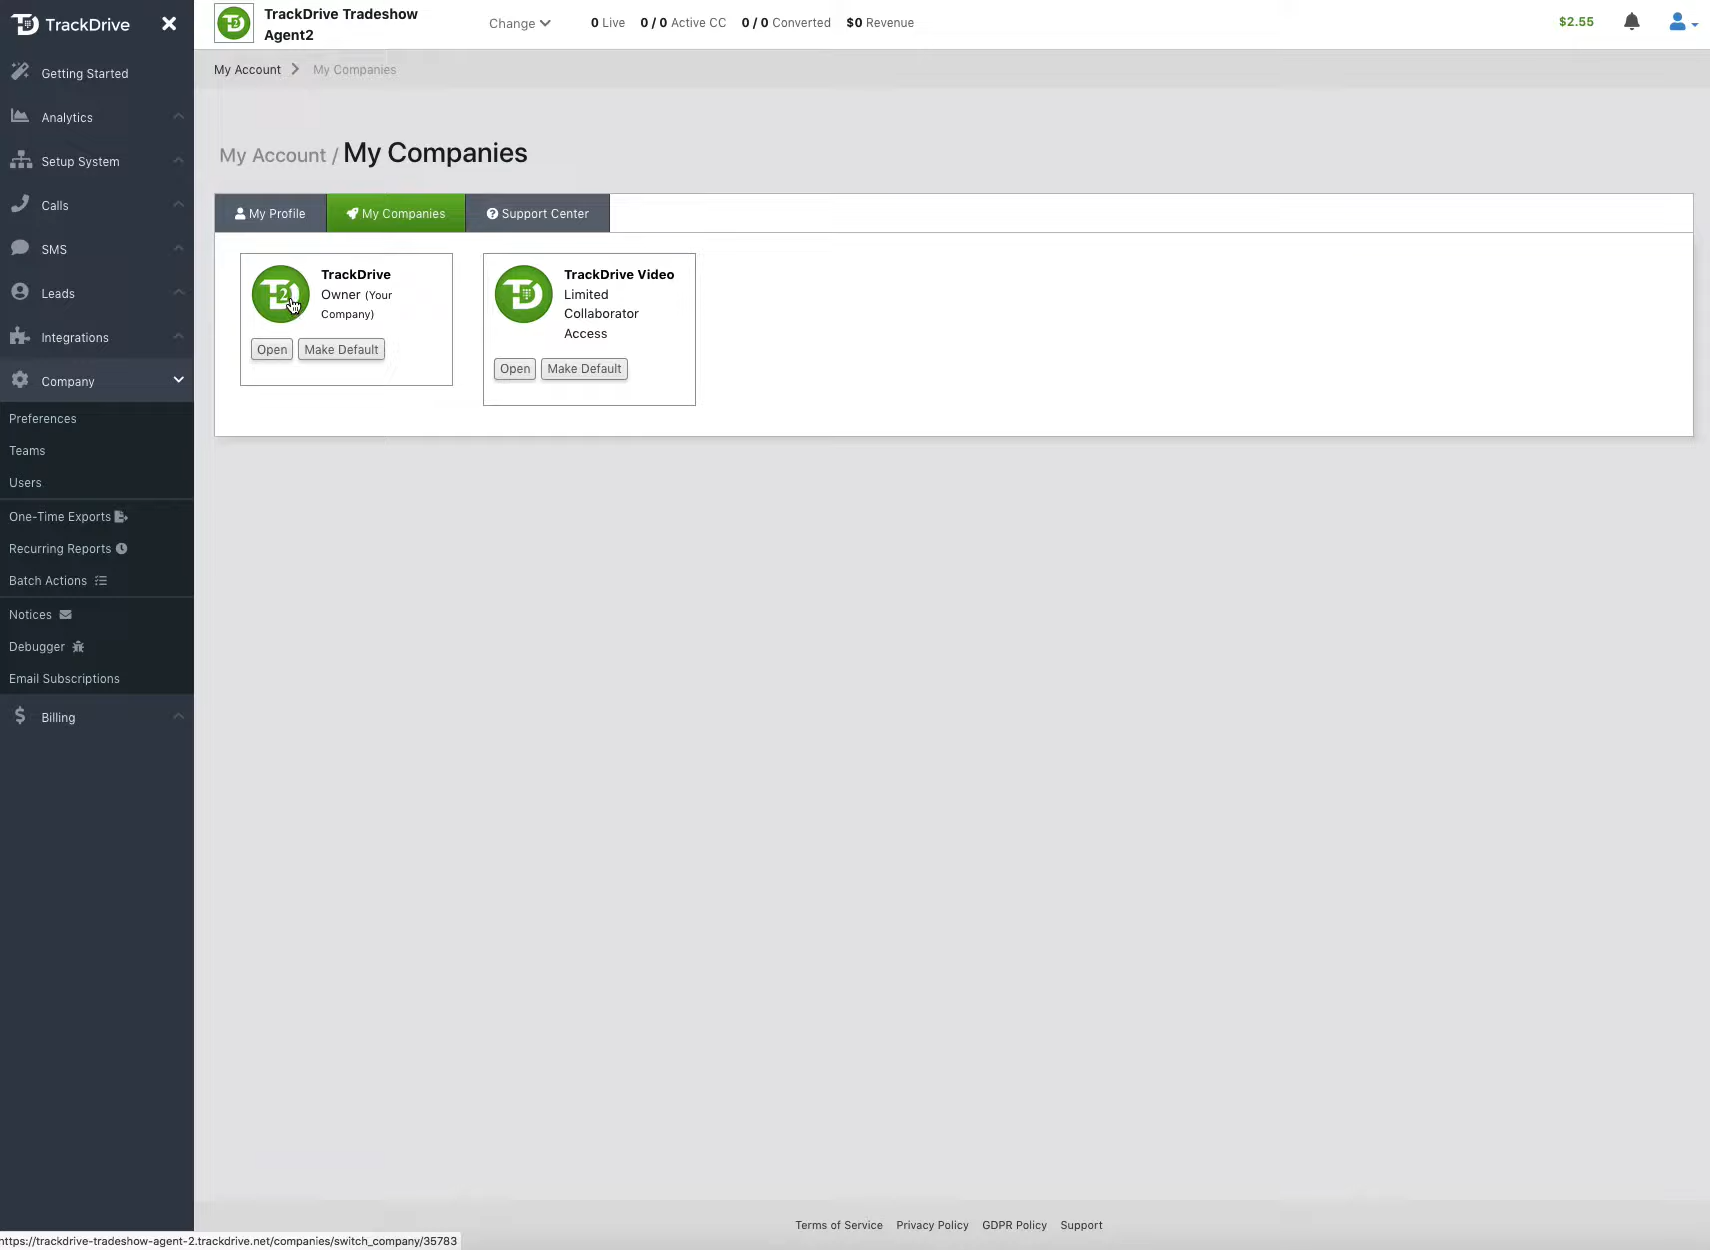 TrackDrive
TrackDrive Tradeshow
Agent2
Change
0 Live 0 / 0 Active CC 0 / 0 Converted $0 Revenue
$2.55
Getting Started
Analytics
Setup System
Calls
SMS
Leads
Integrations
Company
Preferences
Teams
Users
One-Time Exports
Recurring Reports
Batch Actions
Notices
Debugger
Email Subscriptions
Billing
My Account My Companies
My Account / My Companies
My Profile
My Companies
Support Center
TrackDrive
Owner (Your
Company)
Open Make Default
TrackDrive Video
Limited
Collaborator
Access
Open Make Default
Terms of Service Privacy Policy GDPR Policy Support
https://trackdrive-tradeshow-agent-2.trackdrive.net/companies/switch_company/35783